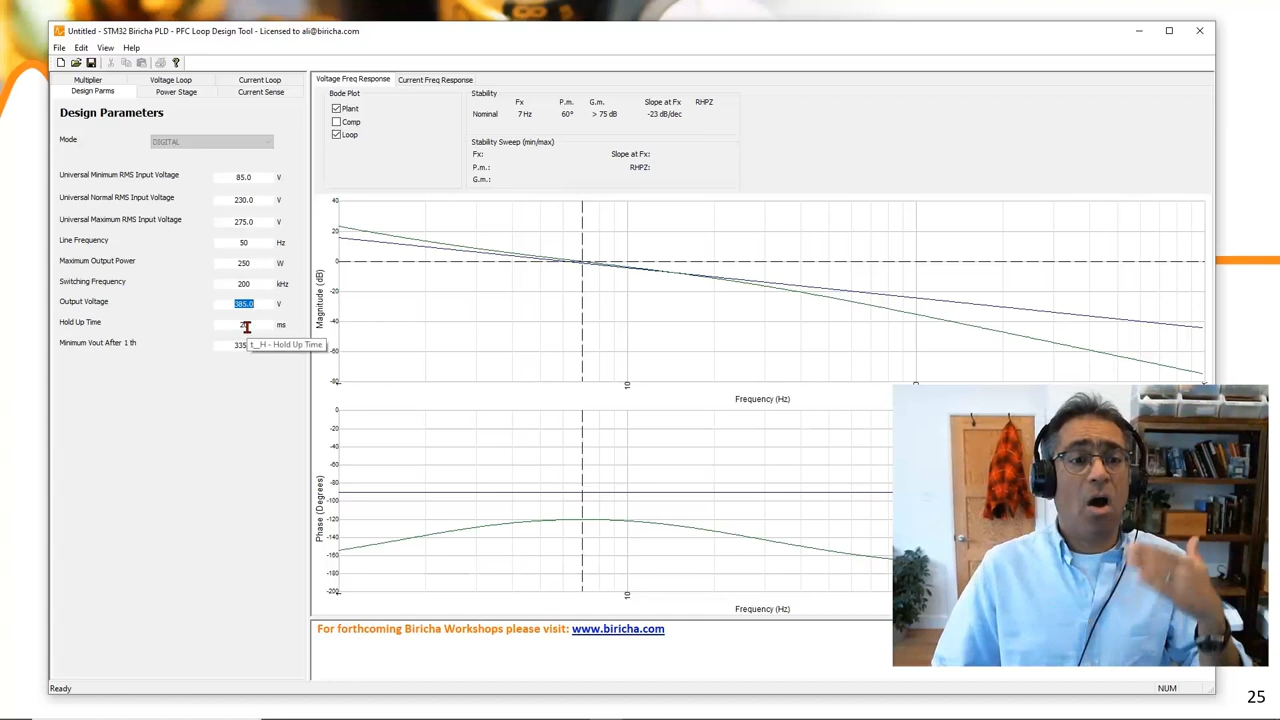 Untitled - STM32 Biricha PLD - PFC Loop Design Tool - Licensed to ali@biricha.com
File Edit View Help
Multiplier Voltage Loop Current Loop
Design Parms Power Stage Current Sense
Design Parameters
Mode DIGITAL
Universal Minimum RMS Input Voltage 85.0 V
Universal Normal RMS Input Voltage 230.0 V
Universal Maximum RMS Input Voltage 275.0 V
Line Frequency 50 Hz
Maximum Output Power 250 W
Switching Frequency 200 kHz
Output Voltage 385.0 V
Hold Up Time ms
t__H - Hold Up Time
Minimum Vout After 1 th
Voltage Freq Response Current Freq Response
Bode Plot
Plant
Comp
Loop
Stability
Fx P.m. G.m. Slope at Fx RHPZ
Nominal 7 Hz 60° > 75 dB -23 dB/dec
Stability Sweep (min/max)
Fx: Slope at Fx:
P.m.: RHPZ:
G.m.:
Magnitude (dB)
40
20
0
-20
-40
-60
-80
10
Frequency (Hz)
Phase (Degrees)
0
-20
-40
-60
-80
-100
-120
-140
-160
-180
-200
10
Frequency (Hz)
For forthcoming Biricha Workshops please visit: www.biricha.com
Ready NUM
25